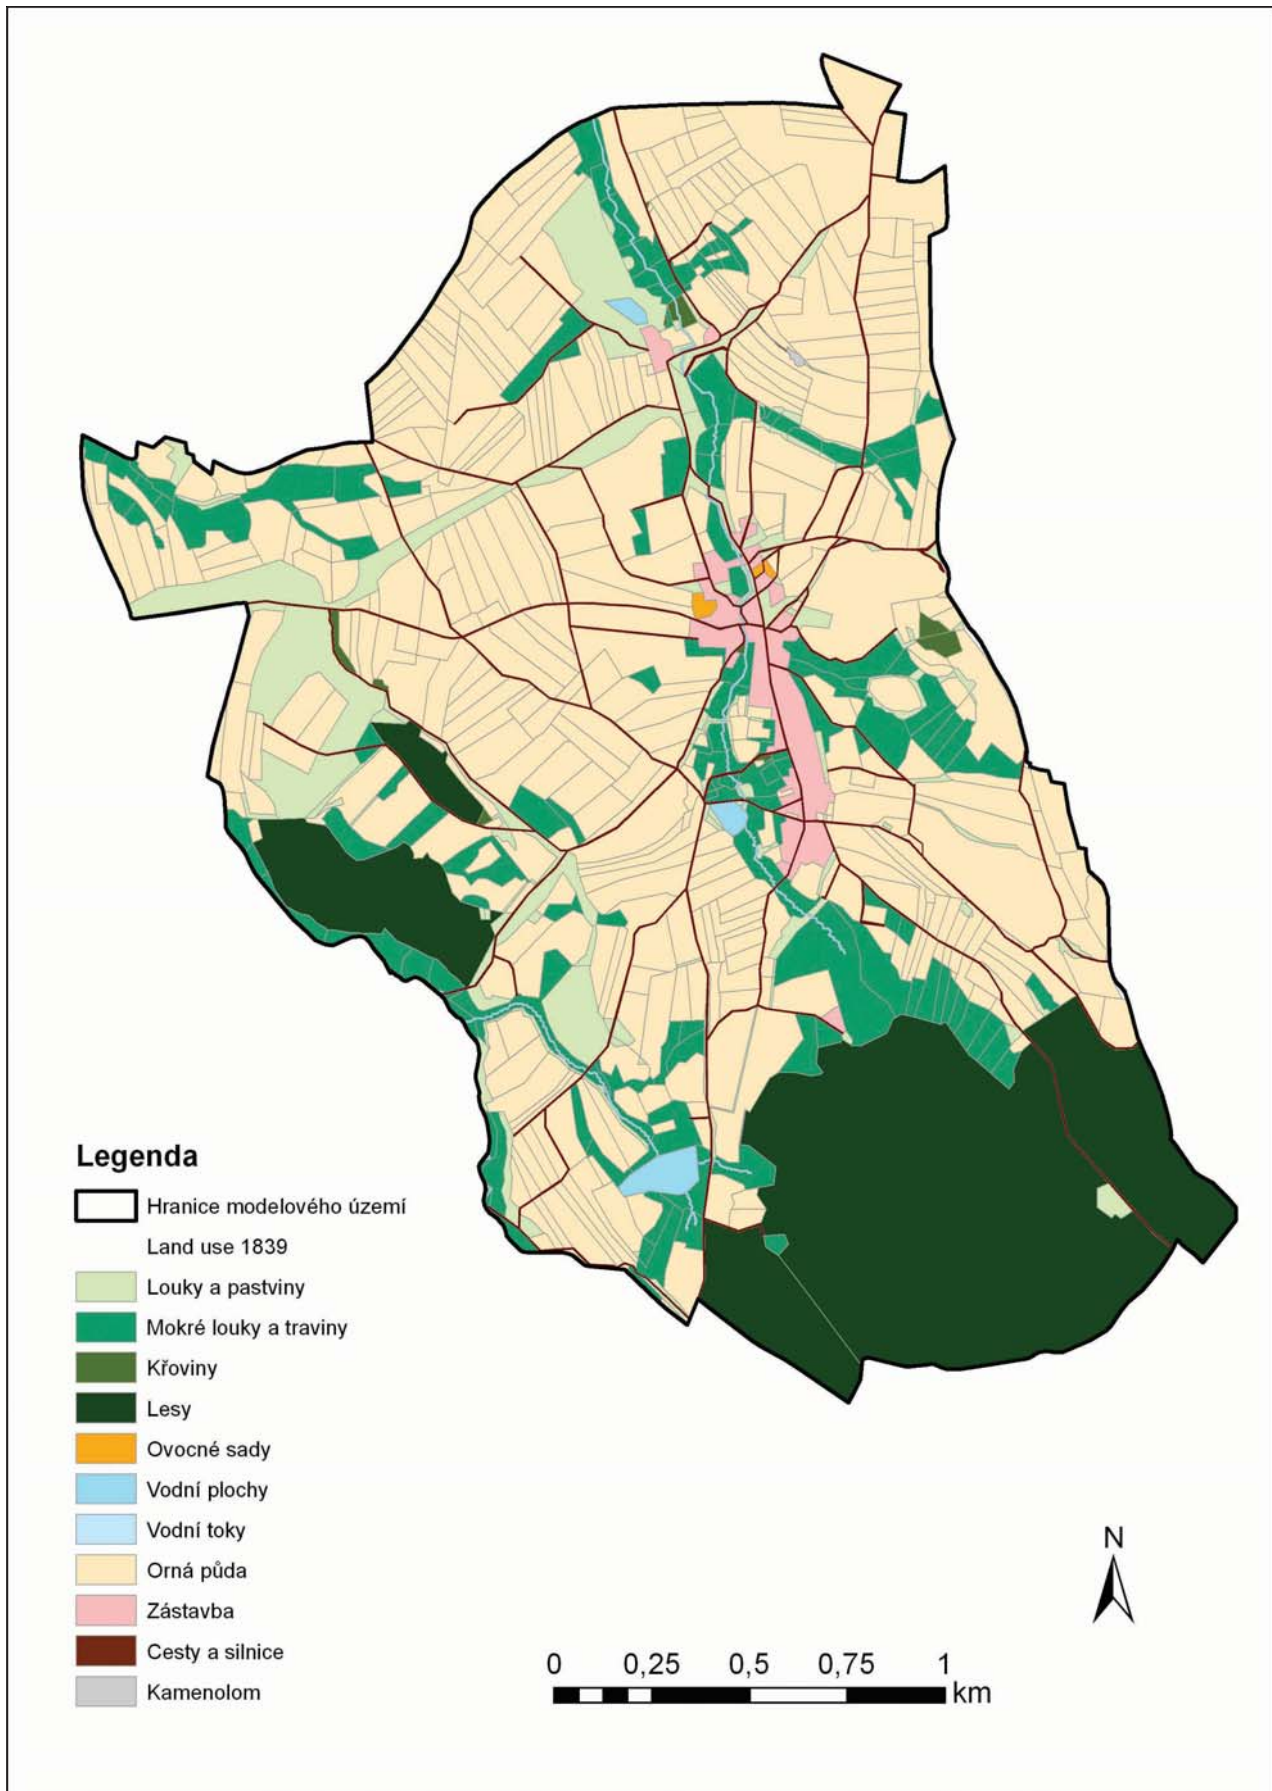 Legenda
Hranice modelového území
Land use 1839
Louky a pastviny
Mokré louky a traviny
Křoviny
Lesy
Ovocné sady
Vodní plochy
Vodní toky
Orná půda
Zástavba
Cesty a silnice
Kamenolom
N
0 0,25 0,5 0,75 1
km